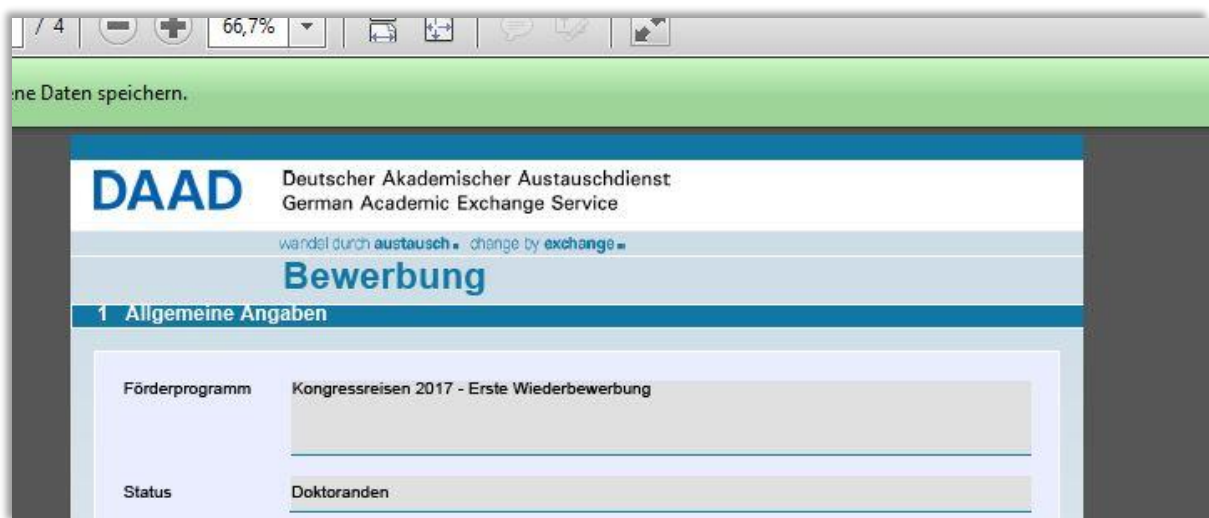 / 4 66,7%
ene Daten speichern.
DAAD Deutscher Akademischer Austauschdienst
German Academic Exchange Service
wandel durch austausch change by exchange
Bewerbung
1 Allgemeine Angaben
Förderprogramm Kongressreisen 2017 - Erste Wiederbewerbung
Status Doktoranden